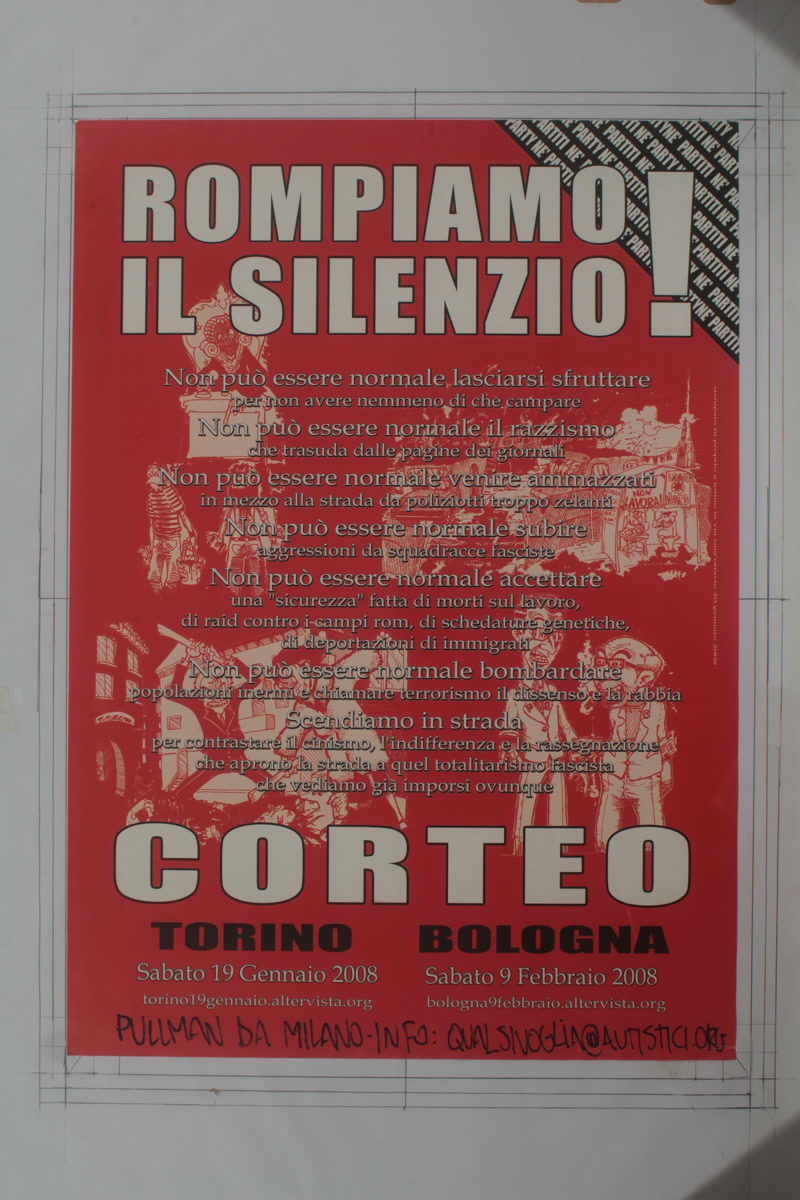 ROMPIAMO
IL SILENZIO!
NE' PARTITI NE' PARTITI
Non può essere normale lasciarsi sfruttare
per non avere nemmeno di che campare
Non può essere normale il razzismo
che trasuda dalle pagine dei giornali
Non può essere normale venire ammazzati
in mezzo alla strada da poliziotti troppo zelanti
NON LAVORA!
Non può essere normale subire
aggressioni da squadracce fasciste
Non può essere normale accettare
una "sicurezza" fatta di morti sul lavoro,
di raid contro i campi rom, di schedature genetiche,
di deportazioni di immigrati
Non può essere normale bombardare
popolazioni inermi e chiamare terrorismo il dissenso e la rabbia
Scendiamo in strada
per contrastare il cinismo, l'indifferenza e la rassegnazione
che aprono la strada a quel totalitarismo fascista
che vediamo già imporsi ovunque
CORTEO
TORINO
Sabato 19 Gennaio 2008
torino19gennaio.altervista.org
BOLOGNA
Sabato 9 Febbraio 2008
bologna9febbraio.altervista.org
PULLMAN DA MILANO-INFO: QUALSIVOGLIA@AUTISTICI.ORG